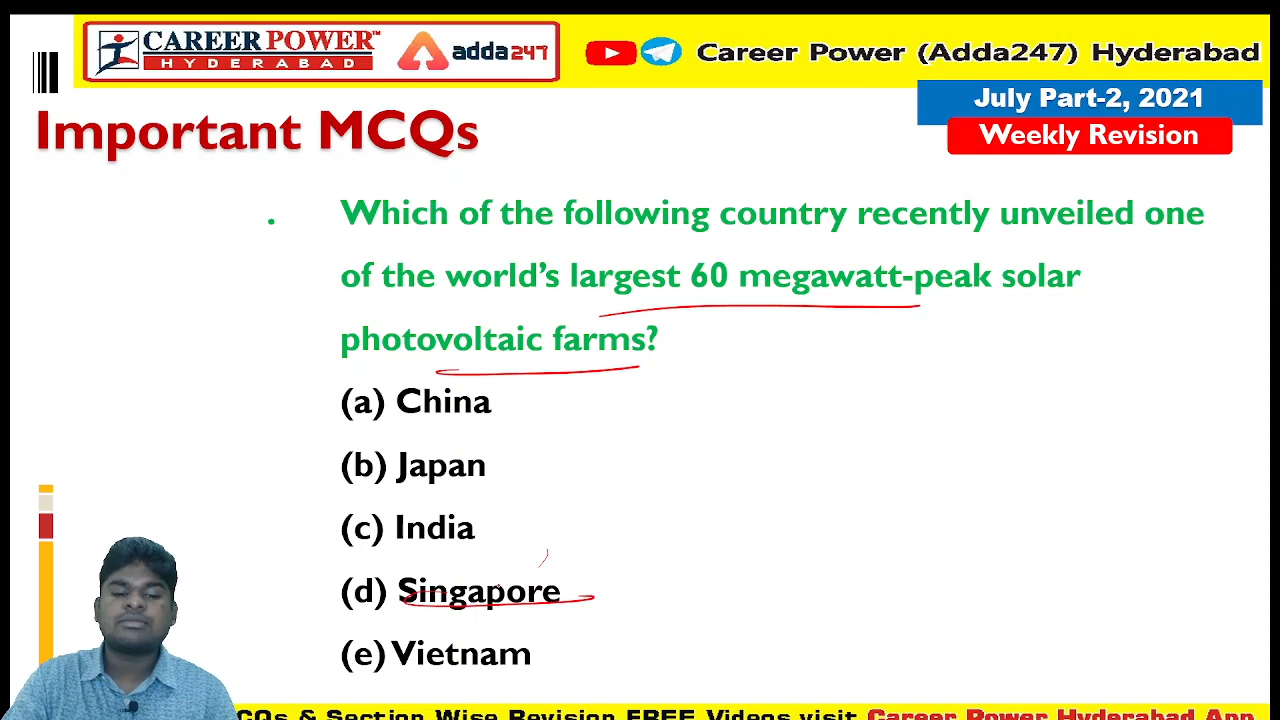 CAREER POWER™
HYDERABAD
adda247
Career Power (Adda247) Hyderabad
July Part-2, 2021
Weekly Revision
Important MCQs
. Which of the following country recently unveiled one
of the world’s largest 60 megawatt-peak solar
photovoltaic farms?
(a) China
(b) Japan
(c) India
(d) Singapore
(e) Vietnam
CQs & Section Wise Revision FREE Videos visit Career Power Hyderabad App